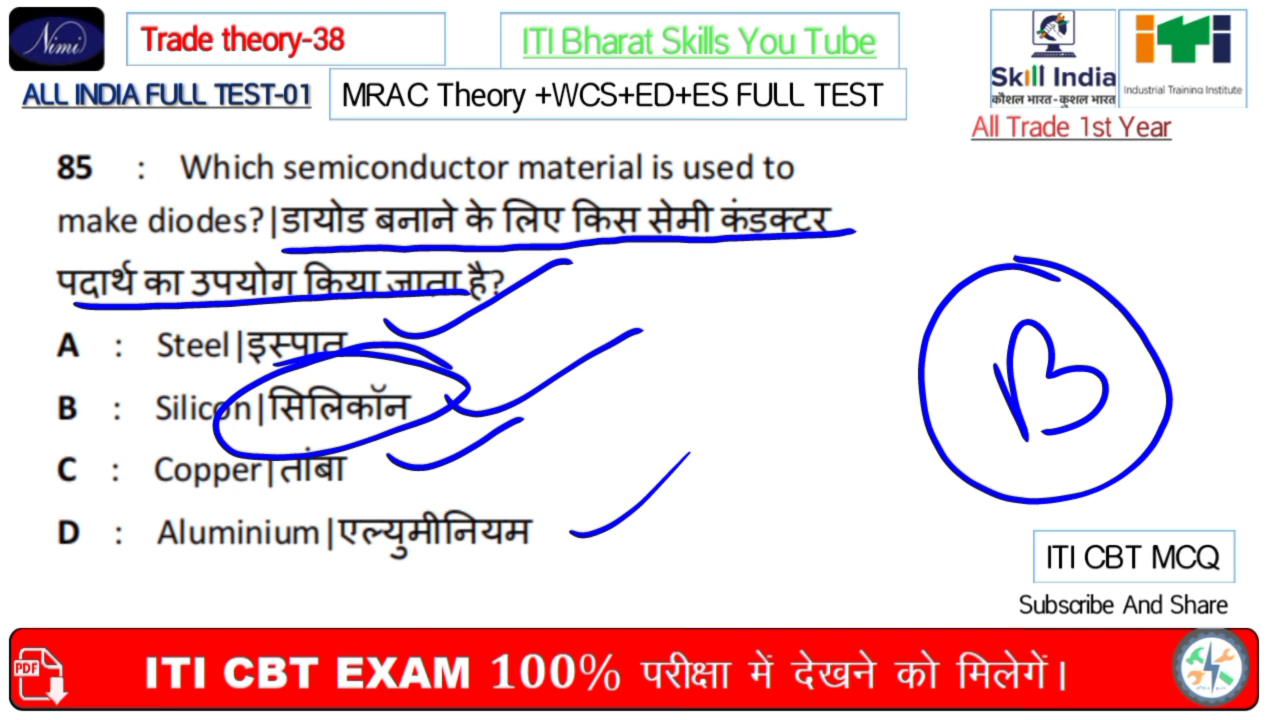 Nimi
Trade theory-38
ITI Bharat Skills You Tube
ALL INDIA FULL TEST-01
MRAC Theory +WCS+ED+ES FULL TEST
Skill India
कौशल भारत-कुशल भारत
iTi
Industrial Training Institute
All Trade 1st Year
85 : Which semiconductor material is used to
make diodes?|डायोड बनाने के लिए किस सेमी कंडक्टर
पदार्थ का उपयोग किया जाता है?
A : Steel|इस्पात
B : Silicon|सिलिकॉन
C : Copper|तांबा
D : Aluminium|एल्युमीनियम
B
ITI CBT MCQ
Subscribe And Share
PDF
ITI CBT EXAM 100% परीक्षा में देखने को मिलेगें।